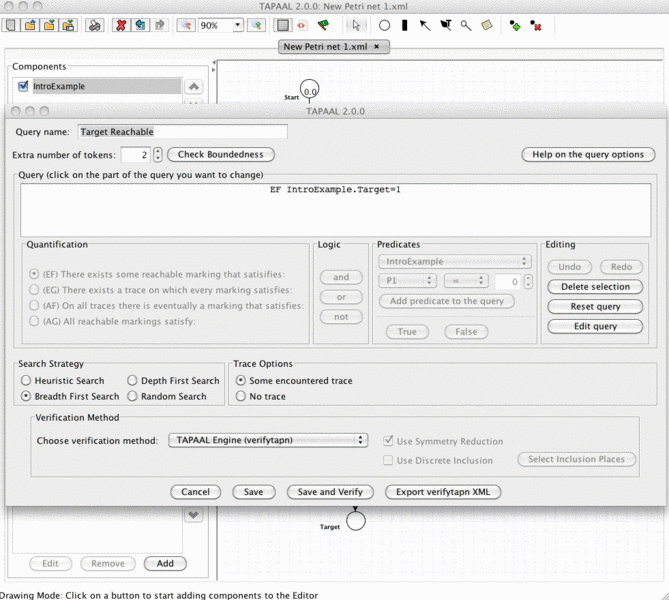 TAPAAL 2.0.0: New Petri net 1.xml
90%
New Petri net 1.xml ×
Components
IntroExample
Start
0.0
TAPAAL 2.0.0
Query name: Target Reachable
Extra number of tokens: 2 Check Boundedness Help on the query options
Query (click on the part of the query you want to change)
EF IntroExample.Target=1
Quantification
(EF) There exists some reachable marking that satisfies:
(EG) There exists a trace on which every marking satisfies:
(AF) On all traces there is eventually a marking that satisfies:
(AG) All reachable markings satisfy:
Logic
and
or
not
Predicates
IntroExample
P1 = 0
Add predicate to the query
True False
Editing
Undo Redo
Delete selection
Reset query
Edit query
Search Strategy
Heuristic Search Depth First Search
Breadth First Search Random Search
Trace Options
Some encountered trace
No trace
Verification Method
Choose verification method: TAPAAL Engine (verifytapn)
Use Symmetry Reduction
Use Discrete Inclusion Select Inclusion Places
Cancel Save Save and Verify Export verifytapn XML
Target
Edit Remove Add
Drawing Mode: Click on a button to start adding components to the Editor